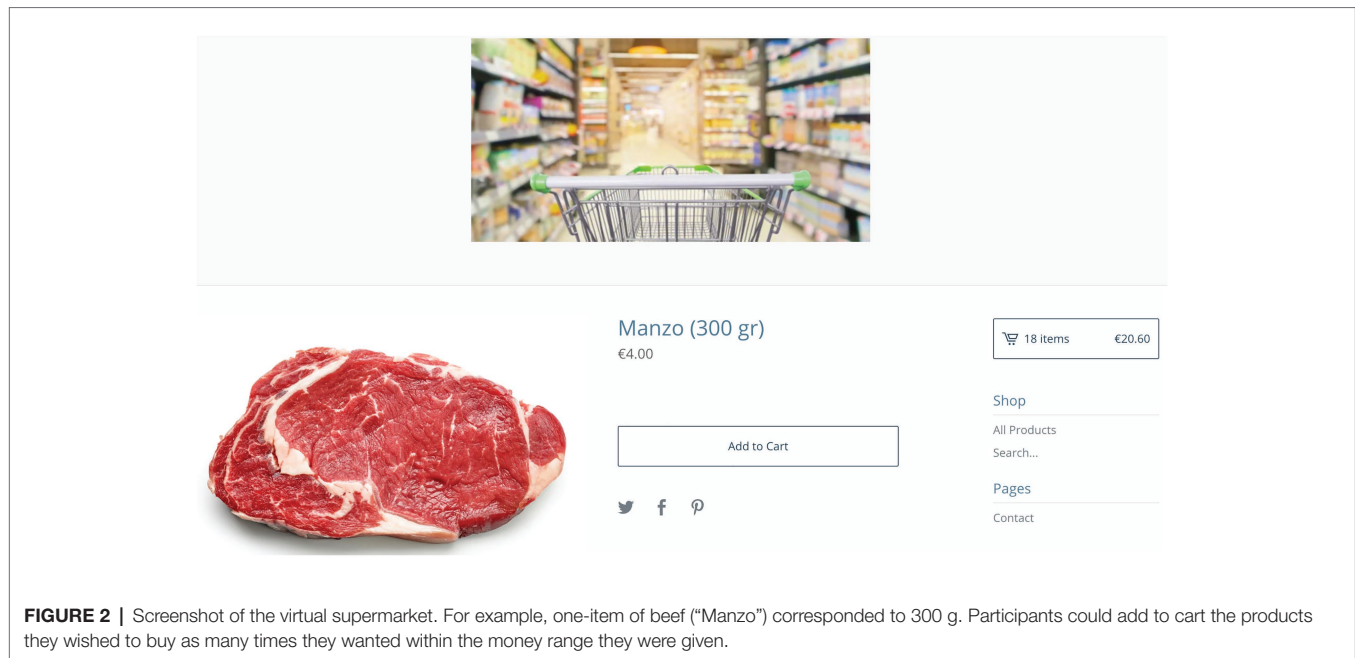 Manzo (300 gr)
€4.00
Add to Cart
18 items €20.60
Shop
All Products
Search...
Pages
Contact
FIGURE 2 | Screenshot of the virtual supermarket. For example, one-item of beef (“Manzo”) corresponded to 300 g. Participants could add to cart the products
they wished to buy as many times they wanted within the money range they were given.